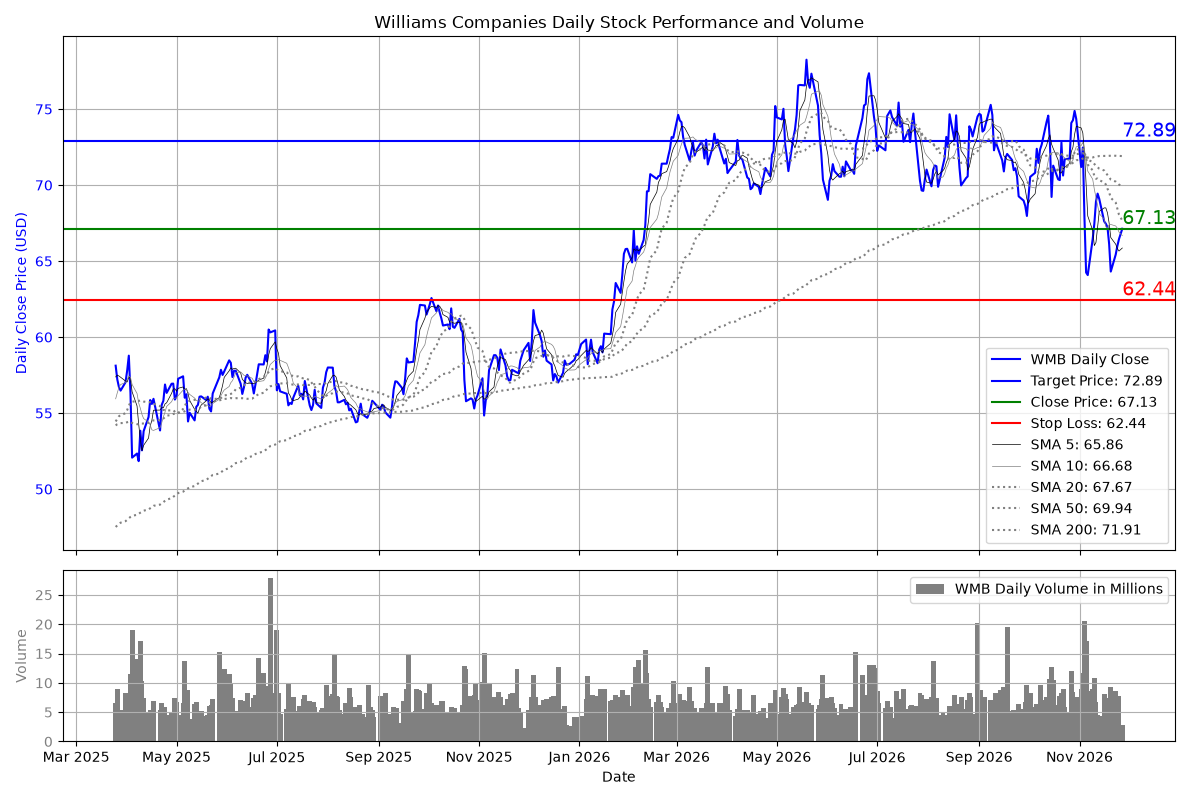 Williams Companies Daily Stock Performance and Volume
Daily Close Price (USD)
75
70
65
60
55
50
72.89
67.13
62.44
WMB Daily Close
Target Price: 72.89
Close Price: 67.13
Stop Loss: 62.44
SMA 5: 65.86
SMA 10: 66.68
SMA 20: 67.67
SMA 50: 69.94
SMA 200: 71.91
Volume
25
20
15
10
5
0
WMB Daily Volume in Millions
Mar 2025 May 2025 Jul 2025 Sep 2025 Nov 2025 Jan 2026 Mar 2026 May 2026 Jul 2026 Sep 2026 Nov 2026
Date